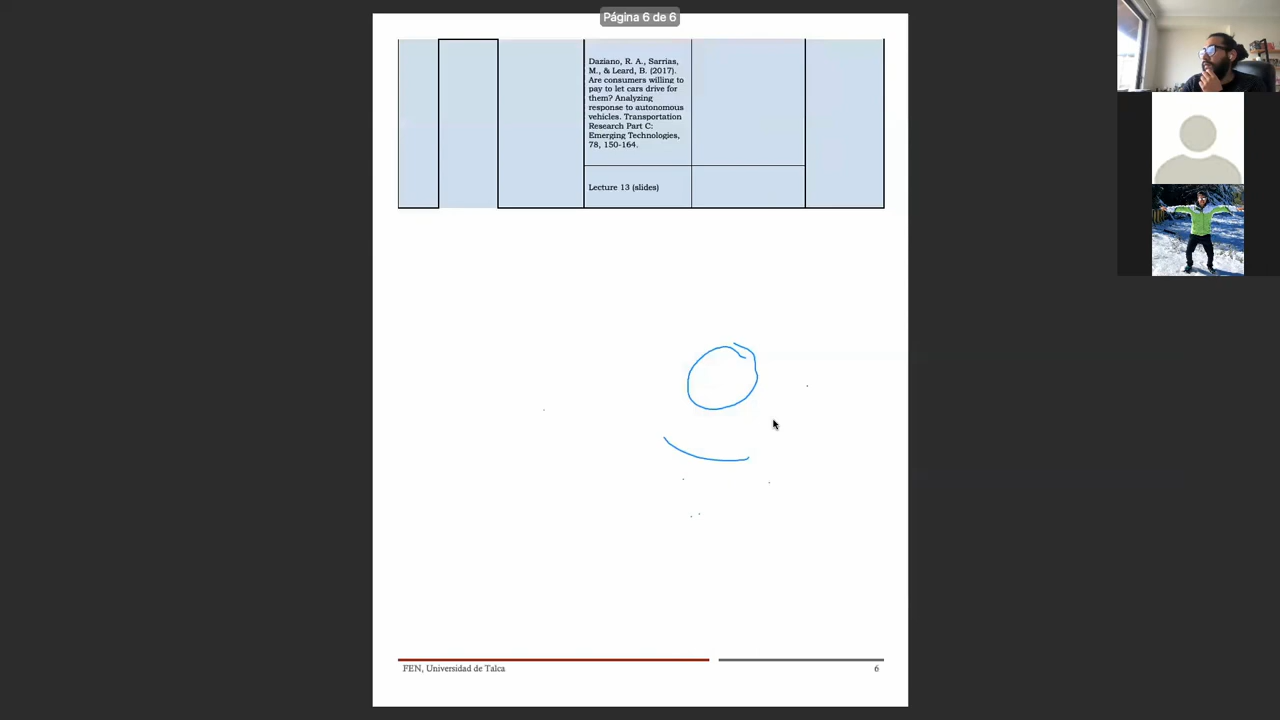 Página 6 de 6
Daziano, R. A., Sarrias,
M., & Leard, B. (2017).
Are consumers willing to
pay to let cars drive for
them? Analyzing
response to autonomous
vehicles. Transportation
Research Part C:
Emerging Technologies,
78, 150-164.
Lecture 13 (slides)
FEN, Universidad de Talca
6